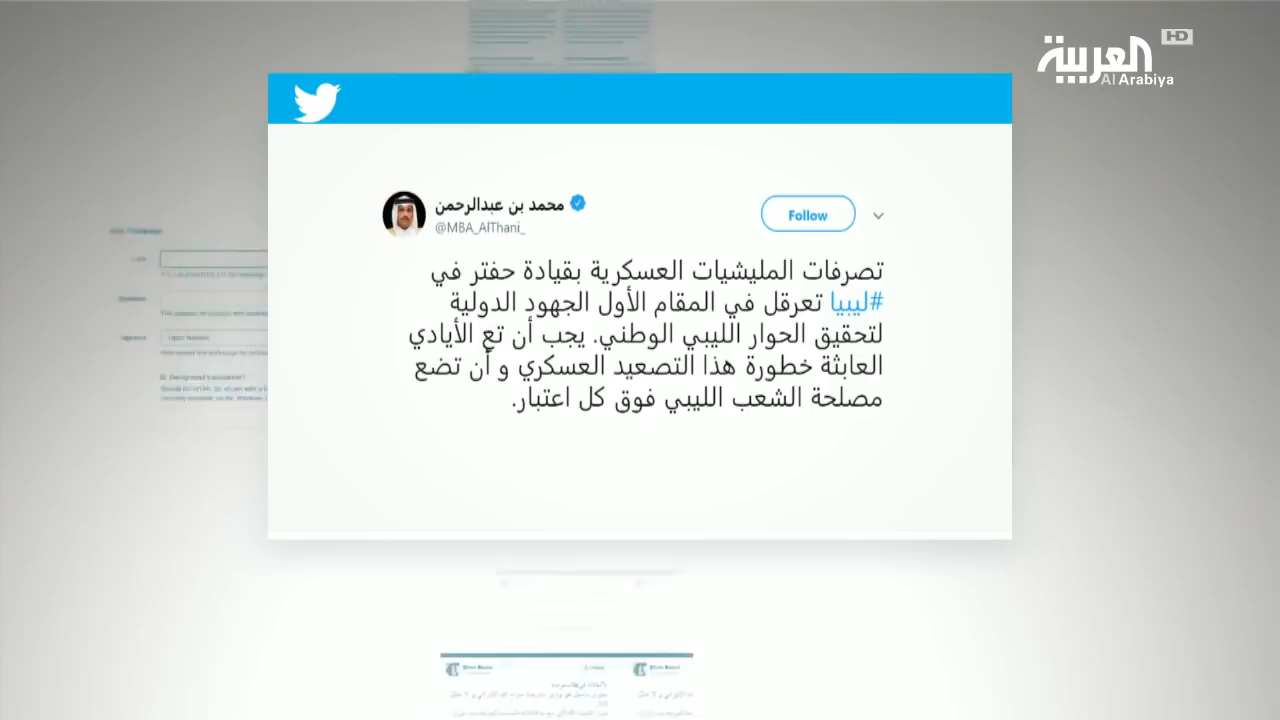 العربية HD
Al Arabiya
محمد بن عبدالرحمن
@MBA_AlThani_
Follow
تصرفات المليشيات العسكرية بقيادة حفتر في
#ليبيا تعرقل في المقام الأول الجهود الدولية
لتحقيق الحوار الليبي الوطني. يجب أن تع الأيادي
العابثة خطورة هذا التصعيد العسكري و أن تضع
مصلحة الشعب الليبي فوق كل اعتبار.